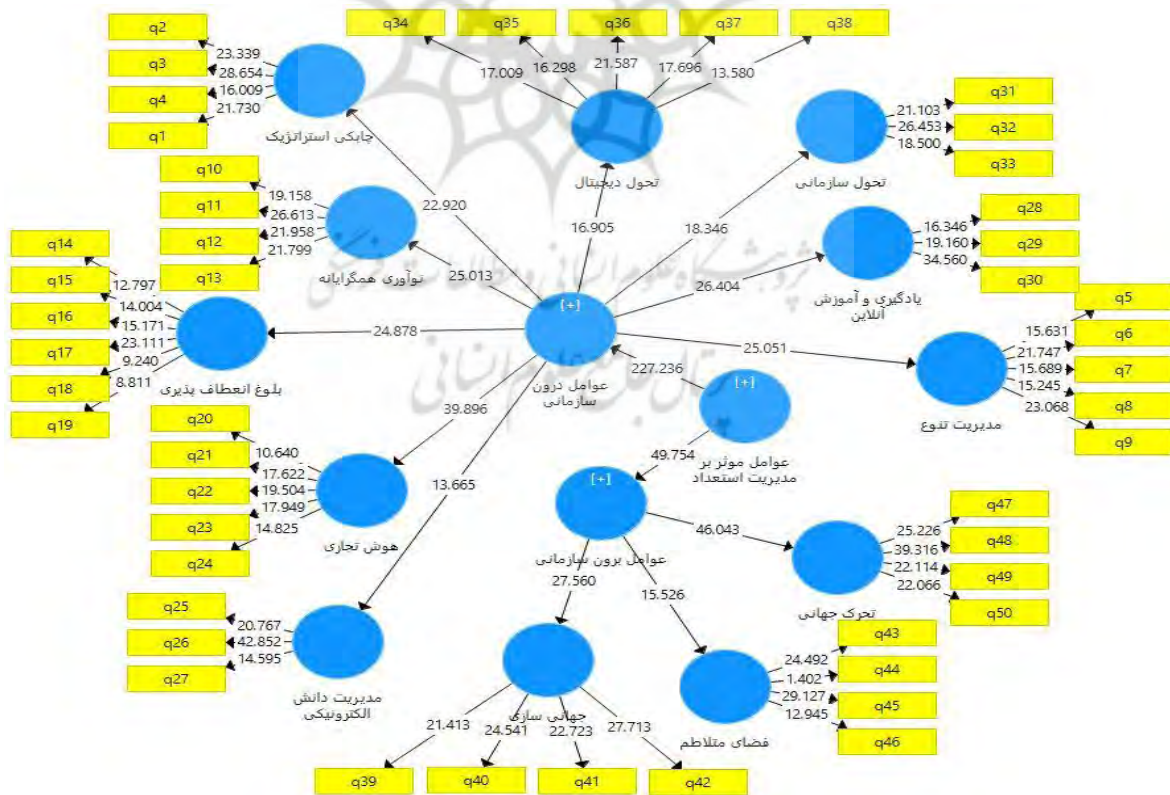 q34
q35
q36
q37
q38
17.009
16.298
21.587
17.696
13.580
تحول دیجیتال
q2
q3
q4
q1
23.339
28.654
16.009
21.730
چابکی استراتژیک
q31
q32
q33
21.103
26.453
18.500
تحول سازمانی
q10
q11
q12
q13
19.158
26.613
21.958
21.799
نوآوری همگرایانه
q28
q29
q30
16.346
19.160
34.560
یادگیری و آموزش
آنلاین
22.920
16.905
18.346
25.013
26.404
q14
q15
q16
q17
q18
q19
12.797
14.004
15.171
23.111
9.240
8.811
بلوغ انعطاف پذیری
24.878
[+]
عوامل درون
سازمانی
25.051
q5
q6
q7
q8
q9
15.631
21.747
15.689
15.245
23.068
مدیریت تنوع
227.236
[+]
عوامل موثر بر
مدیریت استعداد
39.896
13.665
49.754
q20
q21
q22
q23
q24
10.640
17.622
19.504
17.949
14.825
هوش تجاری
[+]
عوامل برون سازمانی
46.043
27.560
15.526
q47
q48
q49
q50
25.226
39.316
22.114
22.066
تحرک جهانی
q25
q26
q27
20.767
42.852
14.595
مدیریت دانش
الکترونیکی
q43
q44
q45
q46
24.492
1.402
29.127
12.945
فضای متلاطم
جهانی سازی
21.413
24.541
22.723
27.713
q39
q40
q41
q42
پژوهشگاه علوم انسانی و مطالعات فرهنگی
پرتال جامع علوم انسانی